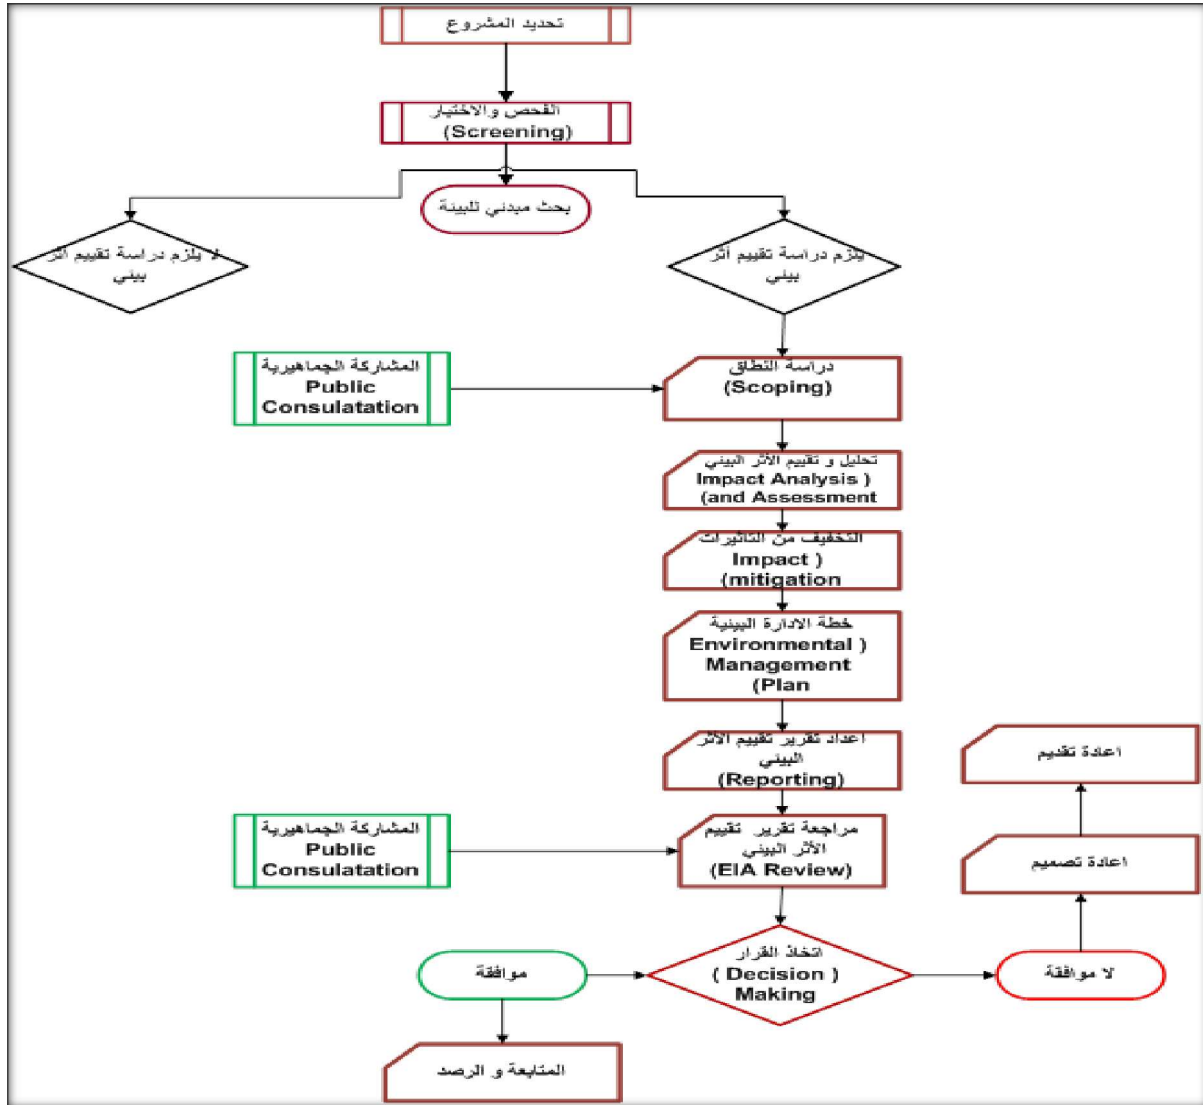 تحديد المشروع
الفحص والاختيار
(Screening)
بحث مبدئي للبيئة
لا يلزم دراسة تقييم أثر
بيئي
يلزم دراسة تقييم أثر
بيئي
المشاركة الجماهيرية
Public
Consulatation
دراسة النطاق
(Scoping)
تحليل و تقييم الأثر البيئي
Impact Analysis )
(and Assessment
التخفيف من التاثيرات
Impact )
(mitigation
خطة الادارة البيئية
Environmental )
Management
(Plan
اعداد تقرير تقييم الاثر
البيئي
(Reporting)
اعادة تقديم
المشاركة الجماهيرية
Public
Consulatation
مراجعة تقرير تقييم
الأثر البيئي
(EIA Review)
اعادة تصميم
موافقة
اتخاذ القرار
( Decision )
Making
لا موافقة
المتابعة و الرصد